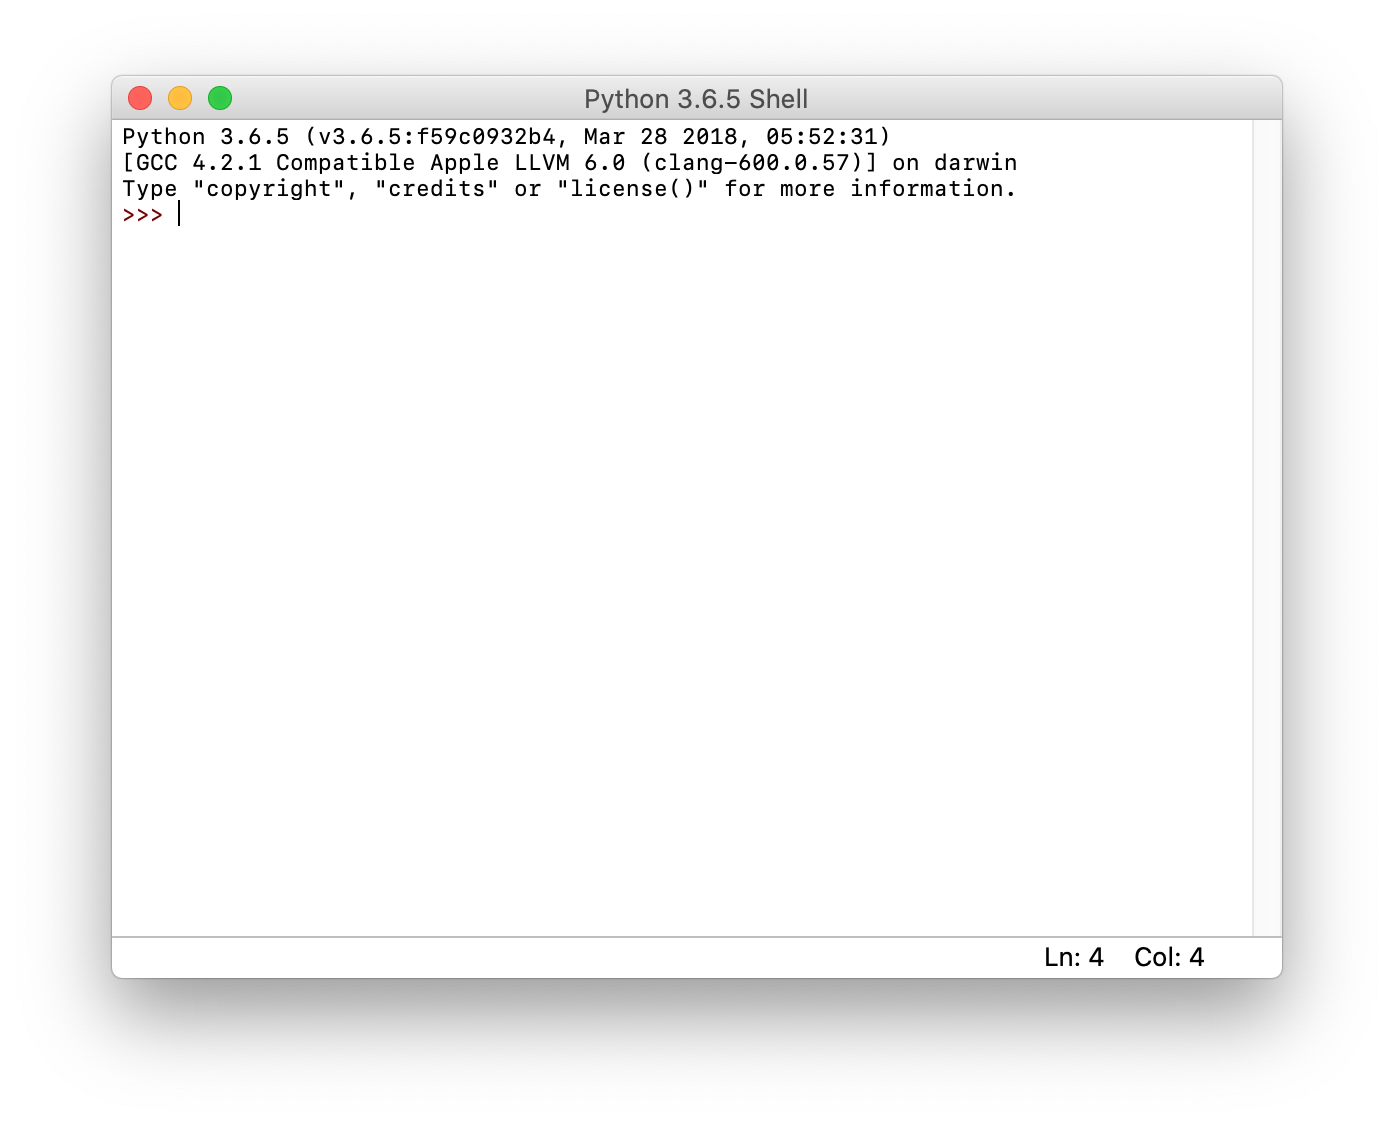 Python 3.6.5 Shell
Python 3.6.5 (v3.6.5:f59c0932b4, Mar 28 2018, 05:52:31)
[GCC 4.2.1 Compatible Apple LLVM 6.0 (clang-600.0.57)] on darwin
Type "copyright", "credits" or "license()" for more information.
>>>
Ln: 4 Col: 4